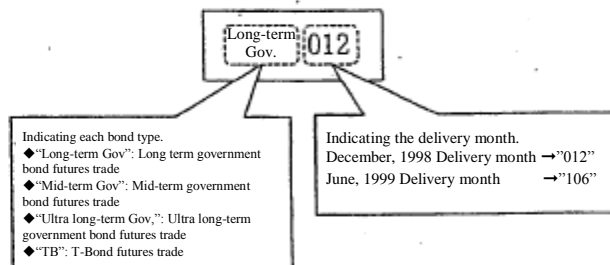 Long-term
Gov.
012
Indicating each bond type.
◆“Long-term Gov”: Long term government
bond futures trade
◆“Mid-term Gov”: Mid-term government
bond futures trade
◆“Ultra long-term Gov,”: Ultra long-term
government bond futures trade
◆“TB”: T-Bond futures trade
Indicating the delivery month.
December, 1998 Delivery month →”012”
June, 1999 Delivery month →”106”